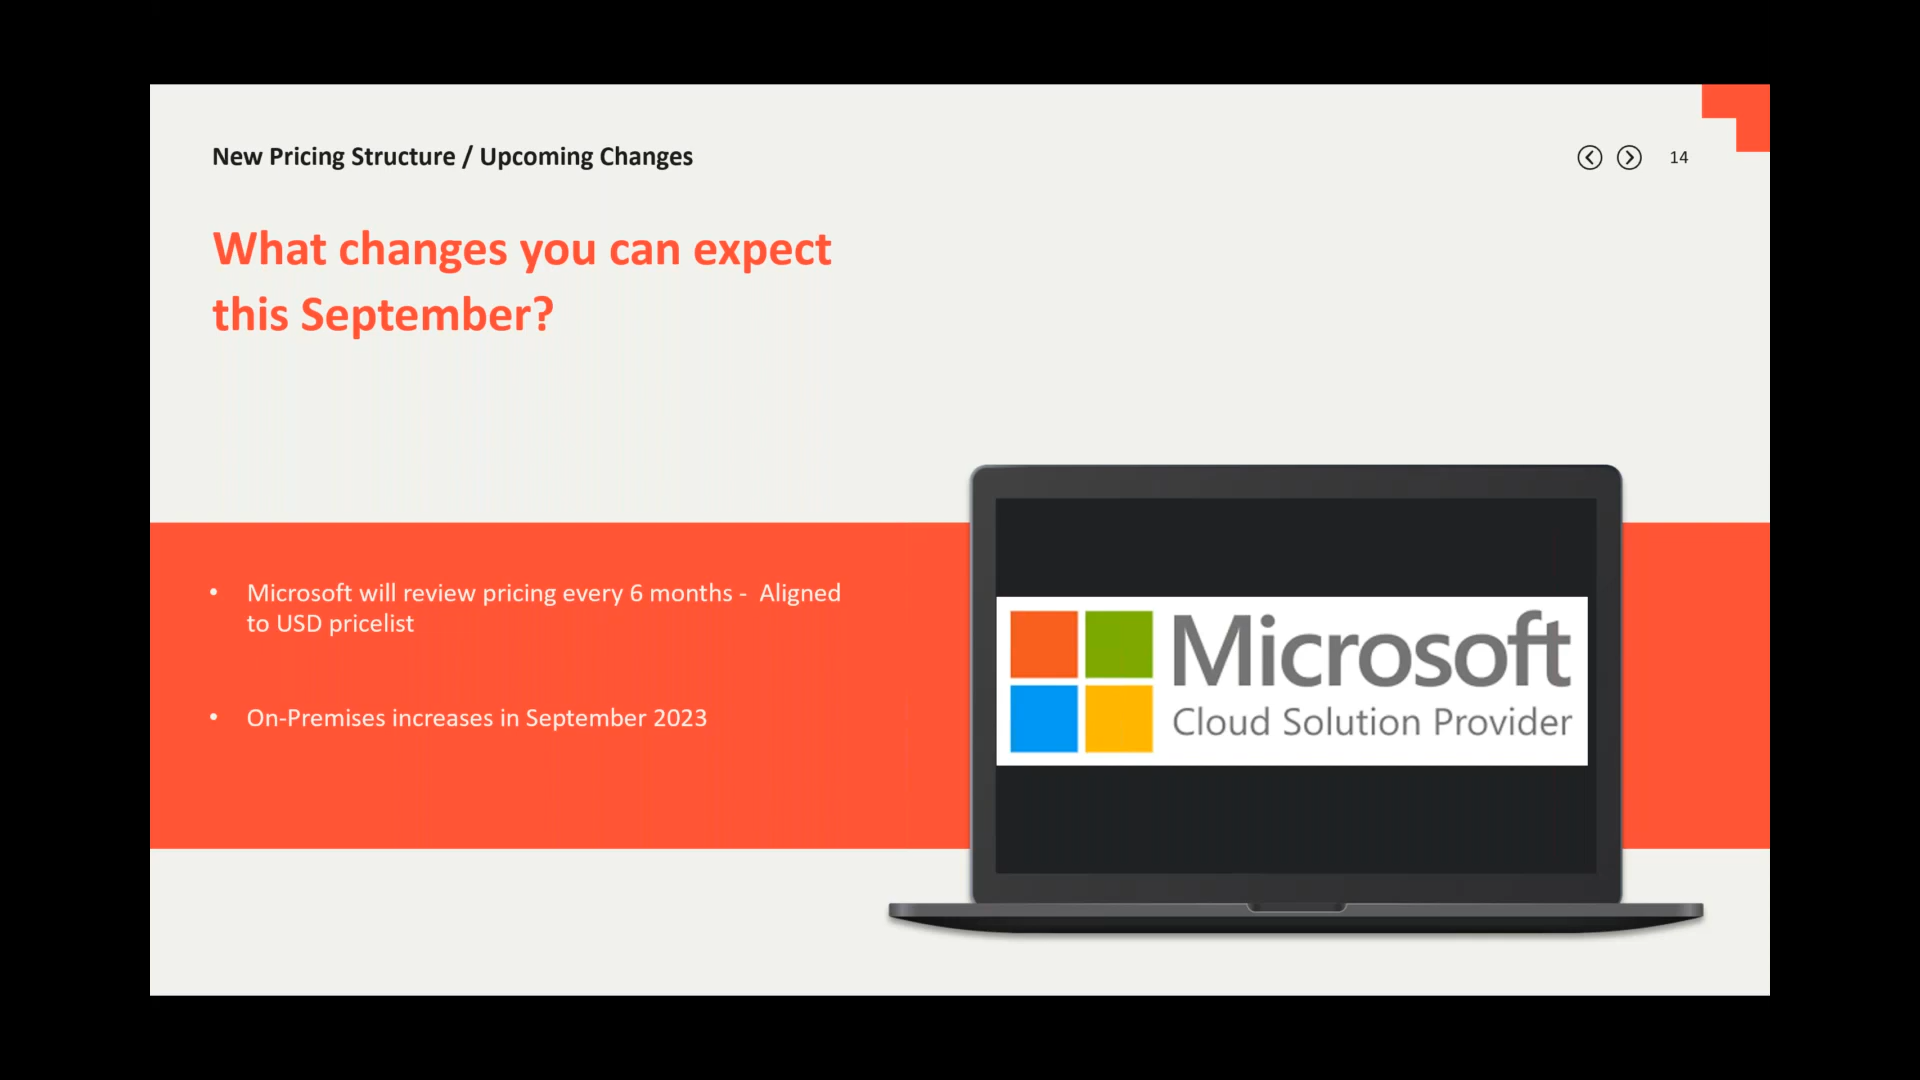 New Pricing Structure / Upcoming Changes
14
What changes you can expect
this September?
• Microsoft will review pricing every 6 months -  Aligned
to USD pricelist
• On-Premises increases in September 2023
Microsoft
Cloud Solution Provider